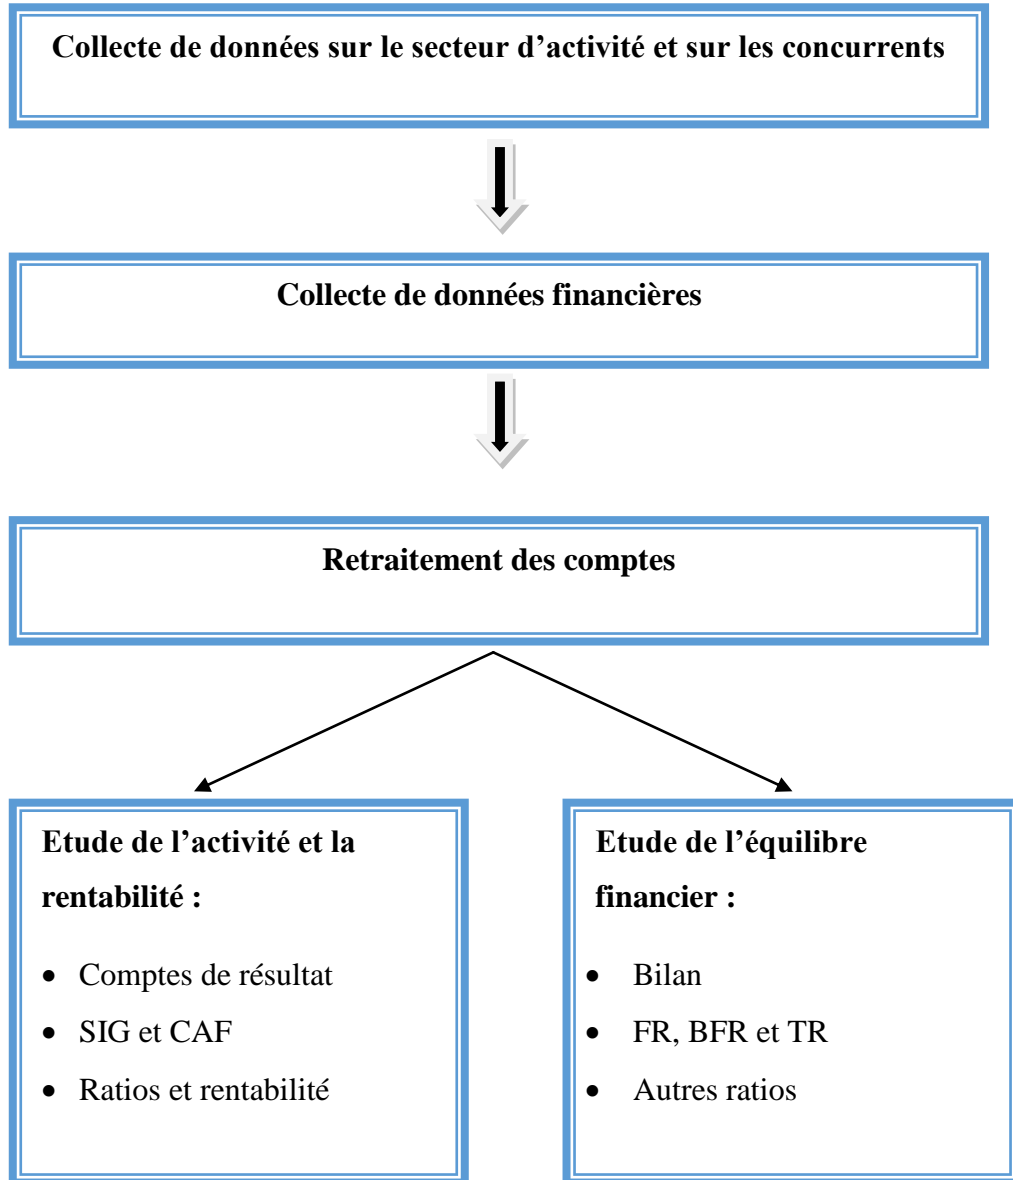 Collecte de données sur le secteur d’activité et sur les concurrents
Collecte de données financières
Retraitement des comptes
Etude de l’activité et la
rentabilité :
• Comptes de résultat
• SIG et CAF
• Ratios et rentabilité
Etude de l’équilibre
financier :
• Bilan
• FR, BFR et TR
• Autres ratios